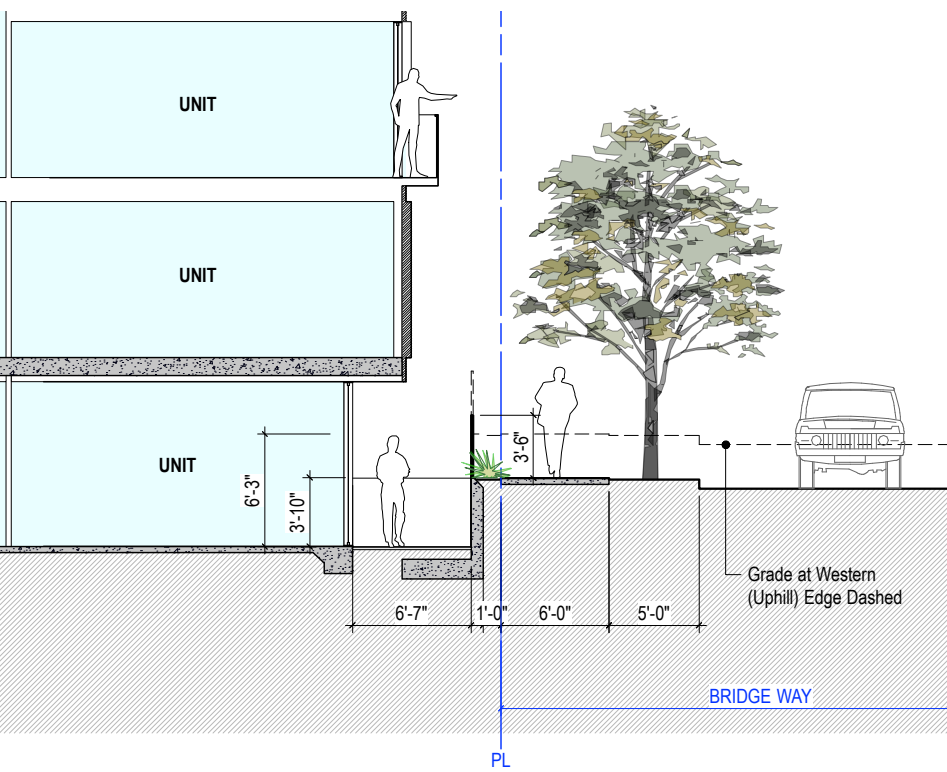 UNIT
UNIT
UNIT
6'-3"
3'-10"
3'-6"
Grade at Western
(Uphill) Edge Dashed
6'-7"
1'-0"
6'-0"
5'-0"
BRIDGE WAY
PL